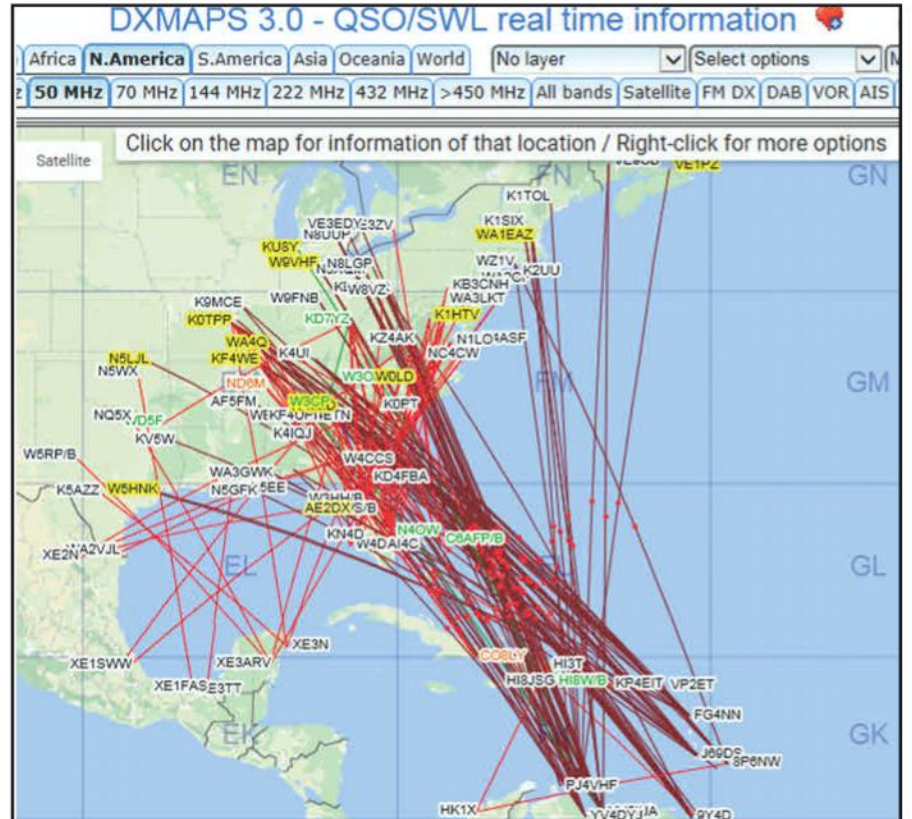 DXMAPS 3.0 - QSO/SWL real time information
Africa N.America S.America Asia Oceania World No layer Select options
50 MHz 70 MHz 144 MHz 222 MHz 432 MHz >450 MHz All bands Satellite FM DX DAB VOR AIS
Click on the map for information of that location / Right-click for more options
Satellite
VE1PZ
EN FN GN
K1TOL
VE3EDY
K1SIX
WA1EAZ
KU8Y
W9VHF N8LGP WZ1V K2UU
W8VZ KB3CNH
K9MCE W9FNB WA3LKT
K0TPP KD7YZ K1HTV
WA4Q KZ4AK
KF4WE K4UI NC4CW
N5LJL
N5WX
ND6M W0LD FM GM
AF5FM W3CP K0PT
NQ5X
KV5W K4IQJ
W5RP/B W4CCS
WA3GWK KD4FBA
K5AZZ W5HNK N5GFK
AE2DX
KN4D N4OW C6AFP/B
XE2N
EL GL
XE3N
XE1SWW XE3ARV CO8LY HI3T
XE1FAS HI8JSG HI8W/B KP4EIT VP2ET
FG4NN
EK GK
J69DS
8P6NW
PJ4VHF
HK1X YV4DYJ 9Y4D